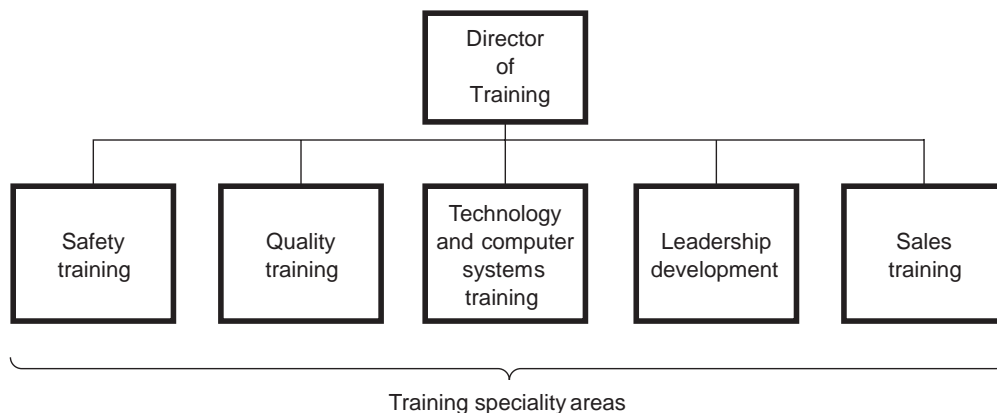 Director
of
Training
Safety
training
Quality
training
Technology
and computer
systems
training
Leadership
development
Sales
training
Training speciality areas